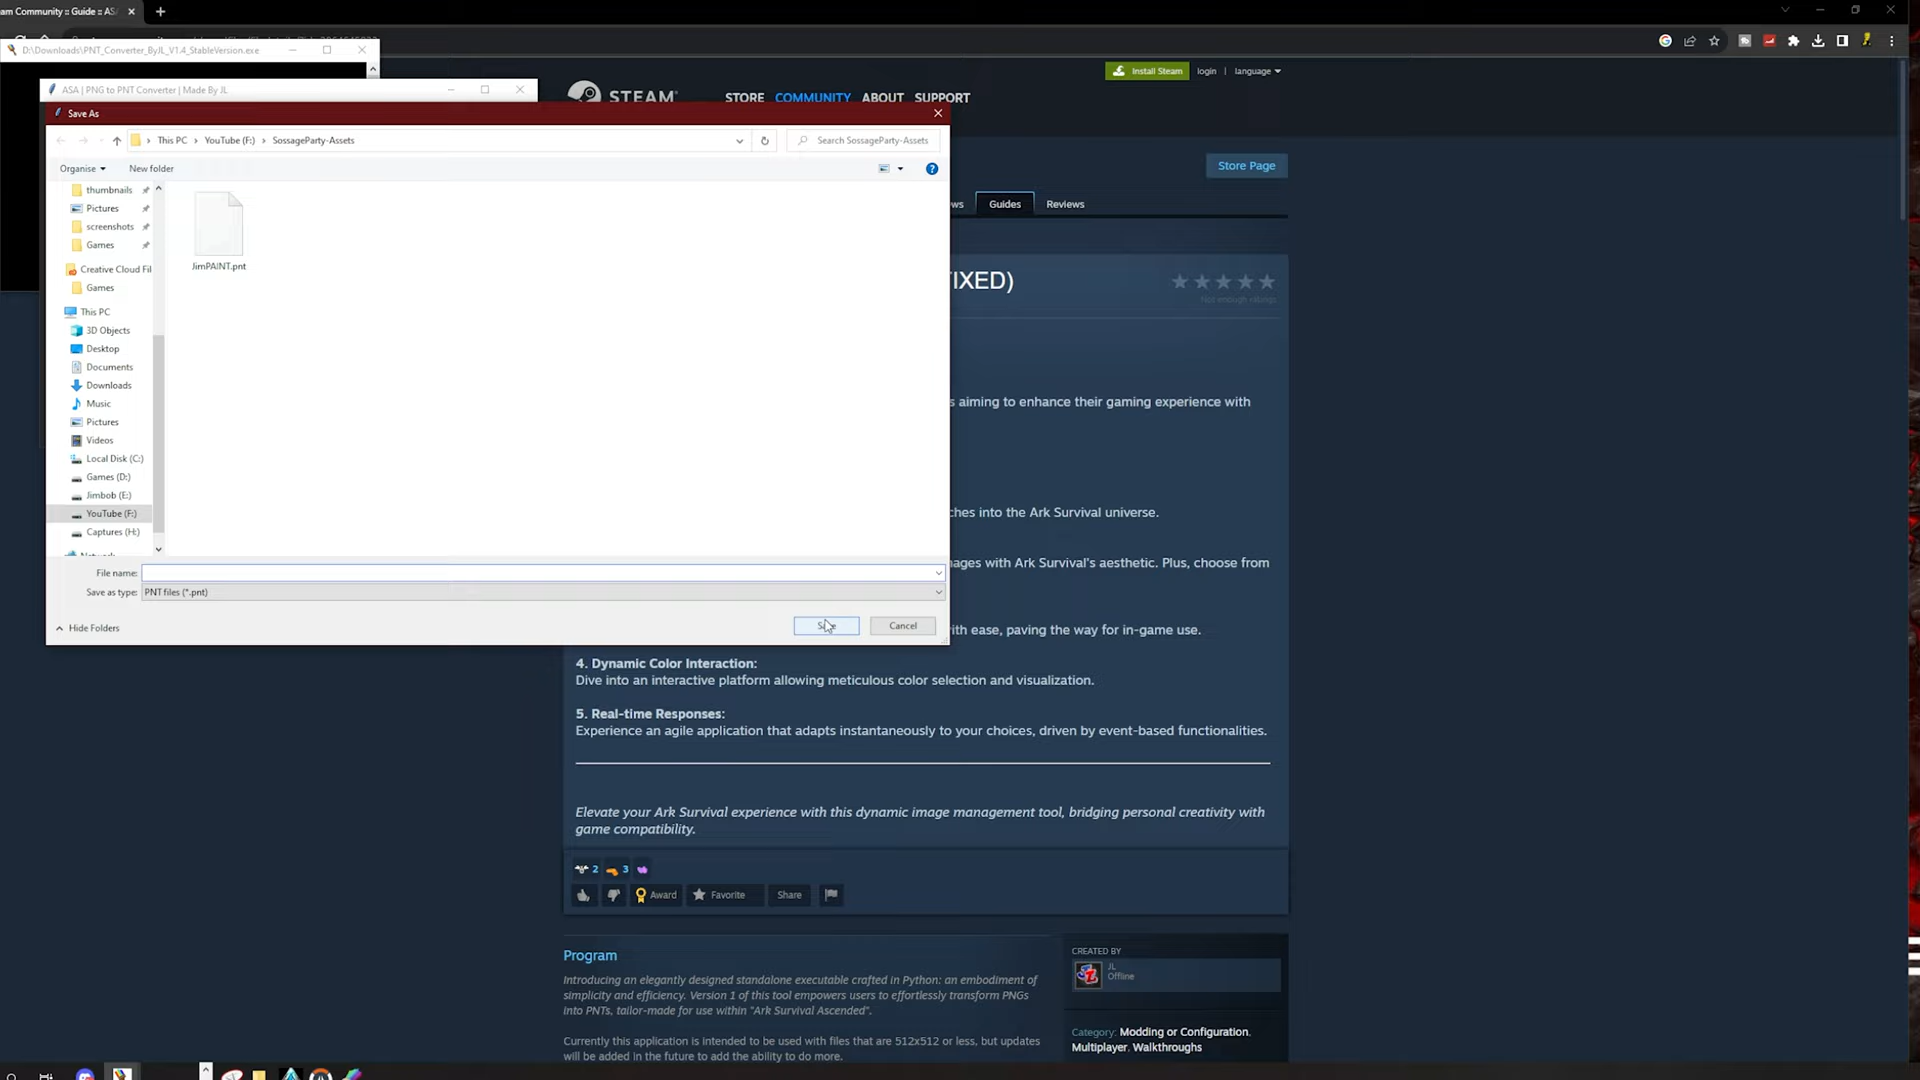 am Community :: Guide :: AS
D:\Downloads\PNT_Converter_ByJL_V1.4_StableVersion.exe
ASA | PNG to PNT Converter | Made By JL
Save As
This PC > YouTube (F:) > SossageParty-Assets
Search SossageParty-Assets
Organise
New folder
thumbnails
Pictures
screenshots
Games
Creative Cloud Fil
Games
This PC
3D Objects
Desktop
Documents
Downloads
Music
Pictures
Videos
Local Disk (C:)
Games (D:)
Jimbob (E:)
YouTube (F:)
Captures (H:)
Network
JimPAINT.pnt
File name:
Save as type: PNT files (*.pnt)
Hide Folders
Cancel
Install Steam
login | language
STEAM
STORE COMMUNITY ABOUT SUPPORT
Store Page
ws Guides Reviews
IXED)
Not enough ratings
s aiming to enhance their gaming experience with
ches into the Ark Survival universe.
ages with Ark Survival's aesthetic. Plus, choose from
ith ease, paving the way for in-game use.
4. Dynamic Color Interaction:
Dive into an interactive platform allowing meticulous color selection and visualization.
5. Real-time Responses:
Experience an agile application that adapts instantaneously to your choices, driven by event-based functionalities.
Elevate your Ark Survival experience with this dynamic image management tool, bridging personal creativity with
game compatibility.
2 3
Award Favorite Share
Program
Introducing an elegantly designed standalone executable crafted in Python: an embodiment of
simplicity and efficiency. Version 1 of this tool empowers users to effortlessly transform PNGs
into PNTs, tailor-made for use within "Ark Survival Ascended".
Currently this application is intended to be used with files that are 512x512 or less, but updates
will be added in the future to add the ability to do more.
CREATED BY
JL
Offline
Category: Modding or Configuration,
Multiplayer, Walkthroughs